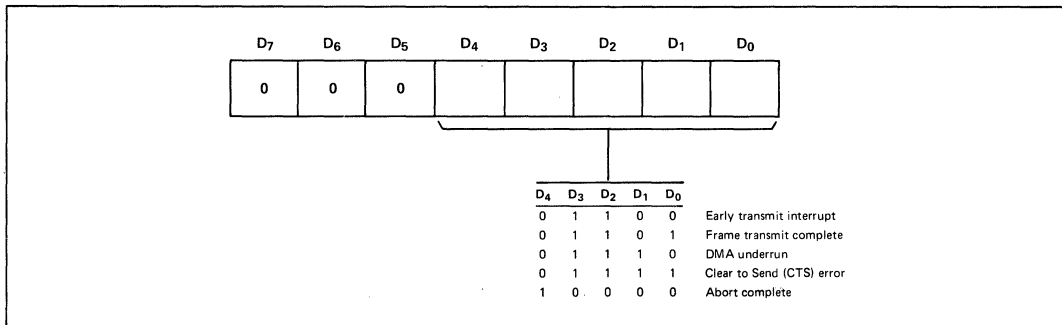 D7 D6 D5 D4 D3 D2 D1 D0
0 0 0
D4 D3 D2 D1 D0
0 1 1 0 0 Early transmit interrupt
0 1 1 0 1 Frame transmit complete
0 1 1 1 0 DMA underrun
0 1 1 1 1 Clear to Send (CTS) error
1 0 0 0 0 Abort complete